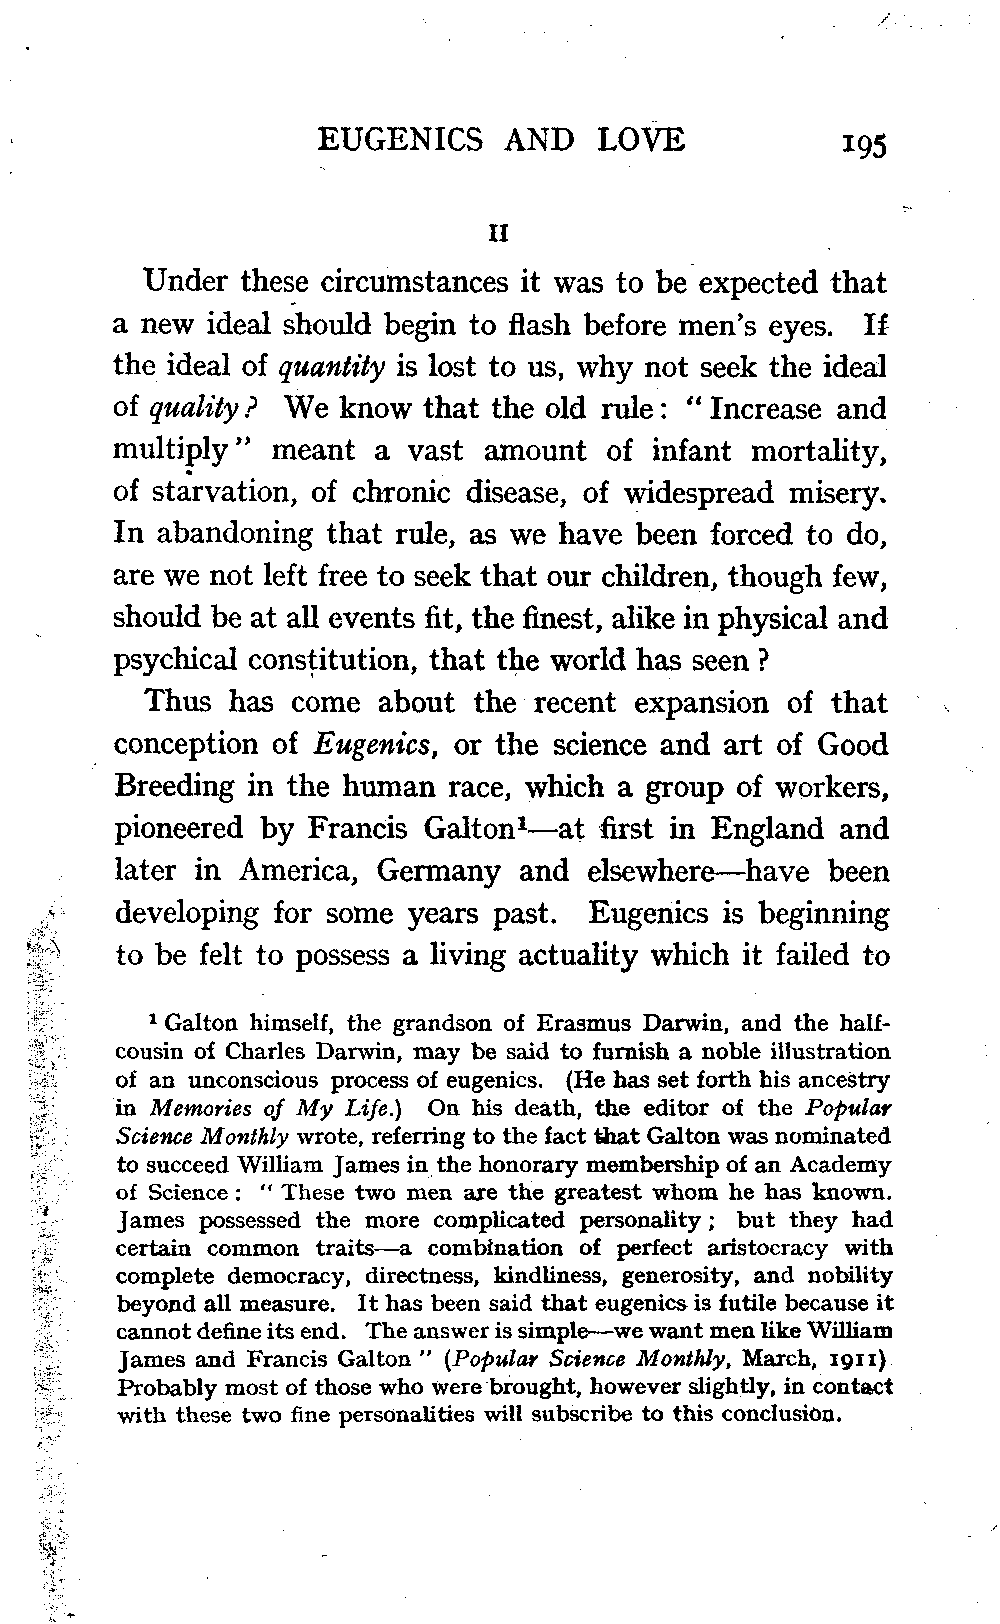 EUGENICS AND LOVE 195
II
Under these circumstances it was to be expected that
a new ideal should begin to flash before men's eyes. If
the ideal of quantity is lost to us, why not seek the ideal
of quality? We know that the old rule: "Increase and
multiply" meant a vast amount of infant mortality,
of starvation, of chronic disease, of widespread misery.
In abandoning that rule, as we have been forced to do,
are we not left free to seek that our children, though few,
should be at all events fit, the finest, alike in physical and
psychical constitution, that the world has seen?
Thus has come about the recent expansion of that
conception of Eugenics, or the science and art of Good
Breeding in the human race, which a group of workers,
pioneered by Francis Galton¹—at first in England and
later in America, Germany and elsewhere—have been
developing for some years past. Eugenics is beginning
to be felt to possess a living actuality which it failed to
¹ Galton himself, the grandson of Erasmus Darwin, and the half-
cousin of Charles Darwin, may be said to furnish a noble illustration
of an unconscious process of eugenics. (He has set forth his ancestry
in Memories of My Life.) On his death, the editor of the Popular
Science Monthly wrote, referring to the fact that Galton was nominated
to succeed William James in the honorary membership of an Academy
of Science: "These two men are the greatest whom he has known.
James possessed the more complicated personality; but they had
certain common traits—a combination of perfect aristocracy with
complete democracy, directness, kindliness, generosity, and nobility
beyond all measure. It has been said that eugenics is futile because it
cannot define its end. The answer is simple—we want men like William
James and Francis Galton" (Popular Science Monthly, March, 1911)
Probably most of those who were brought, however slightly, in contact
with these two fine personalities will subscribe to this conclusion.